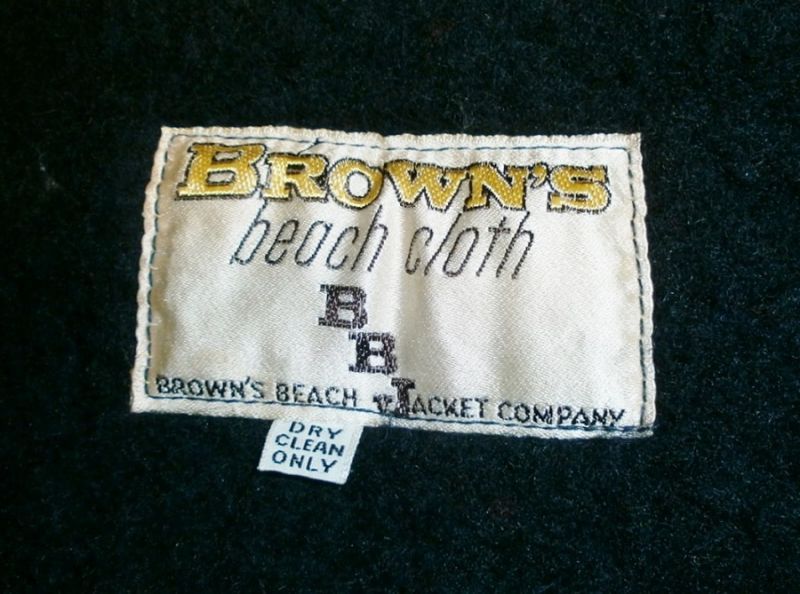 BROWN'S
beach cloth
B
B
BROWN'S BEACH JACKET COMPANY
DRY
CLEAN
ONLY